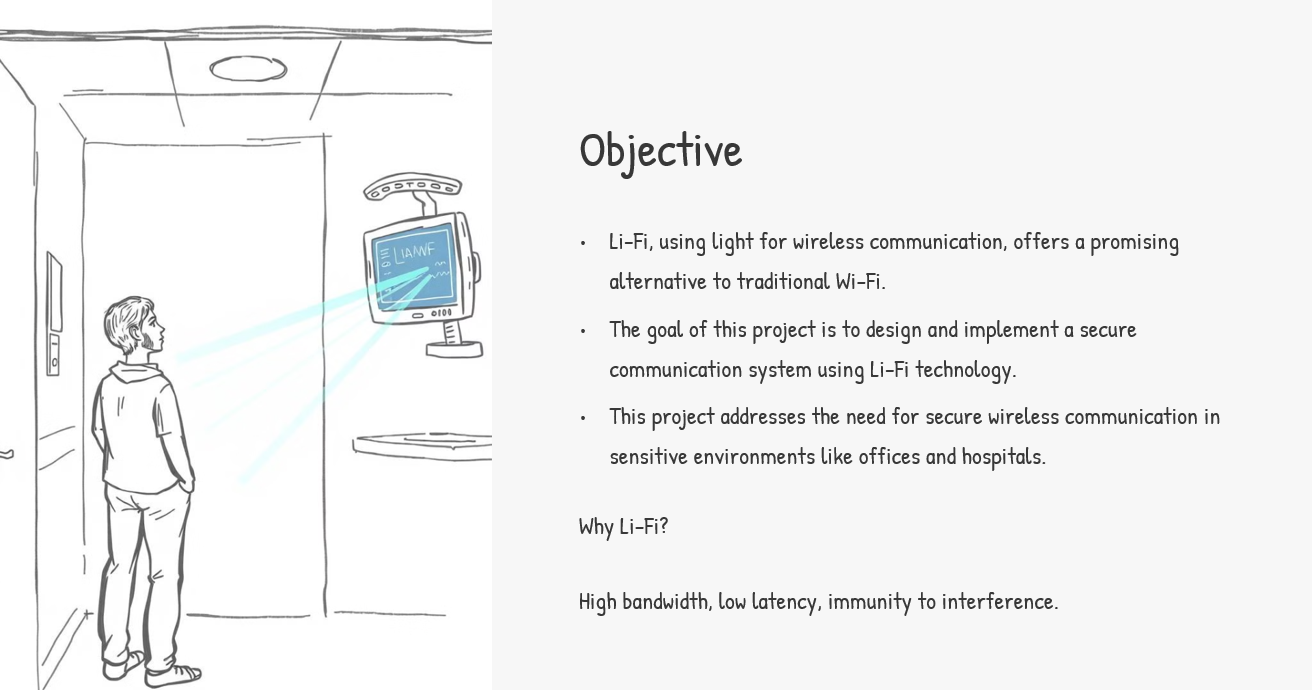 Objective
• Li-Fi, using light for wireless communication, offers a promising
alternative to traditional Wi-Fi.
• The goal of this project is to design and implement a secure
communication system using Li-Fi technology.
• This project addresses the need for secure wireless communication in
sensitive environments like offices and hospitals.
Why Li-Fi?
High bandwidth, low latency, immunity to interference.